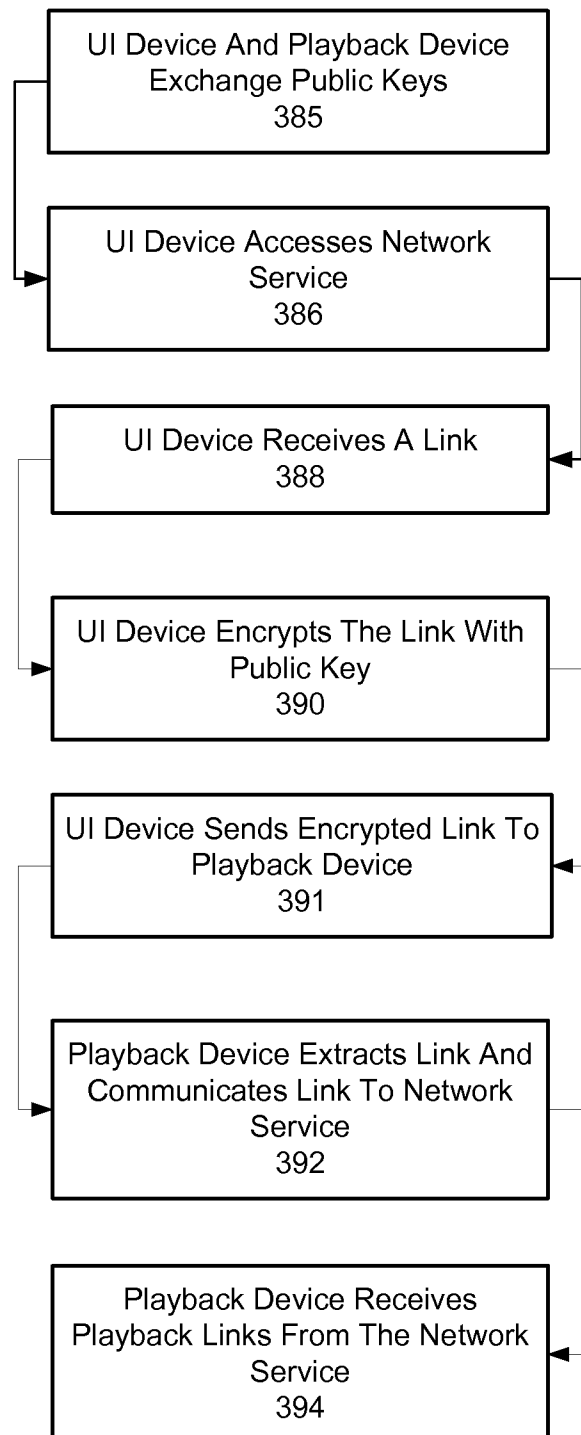 UI Device And Playback Device
Exchange Public Keys
385
UI Device Accesses Network
Service
386
UI Device Receives A Link
388
UI Device Encrypts The Link With
Public Key
390
UI Device Sends Encrypted Link To
Playback Device
391
Playback Device Extracts Link And
Communicates Link To Network
Service
392
Playback Device Receives
Playback Links From The Network
Service
394